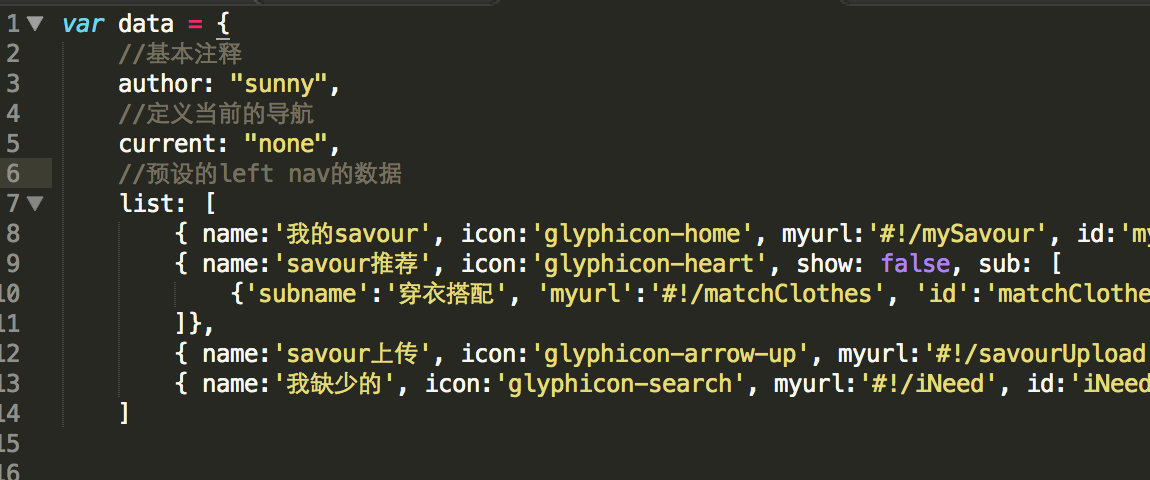 1 var data = {
2 //基本注释
3 author: "sunny",
4 //定义当前的导航
5 current: "none",
6 //预设的left nav的数据
7 list: [
8 { name:'我的savour', icon:'glyphicon-home', myurl:'#!/mySavour', id:'my
9 { name:'savour推荐', icon:'glyphicon-heart', show: false, sub: [
10 {'subname':'穿衣搭配', 'myurl':'#!/matchClothes', 'id':'matchClothe
11 ]},
12 { name:'savour上传', icon:'glyphicon-arrow-up', myurl:'#!/savourUpload
13 { name:'我缺少的', icon:'glyphicon-search', myurl:'#!/iNeed', id:'iNeed
14 ]
15
16